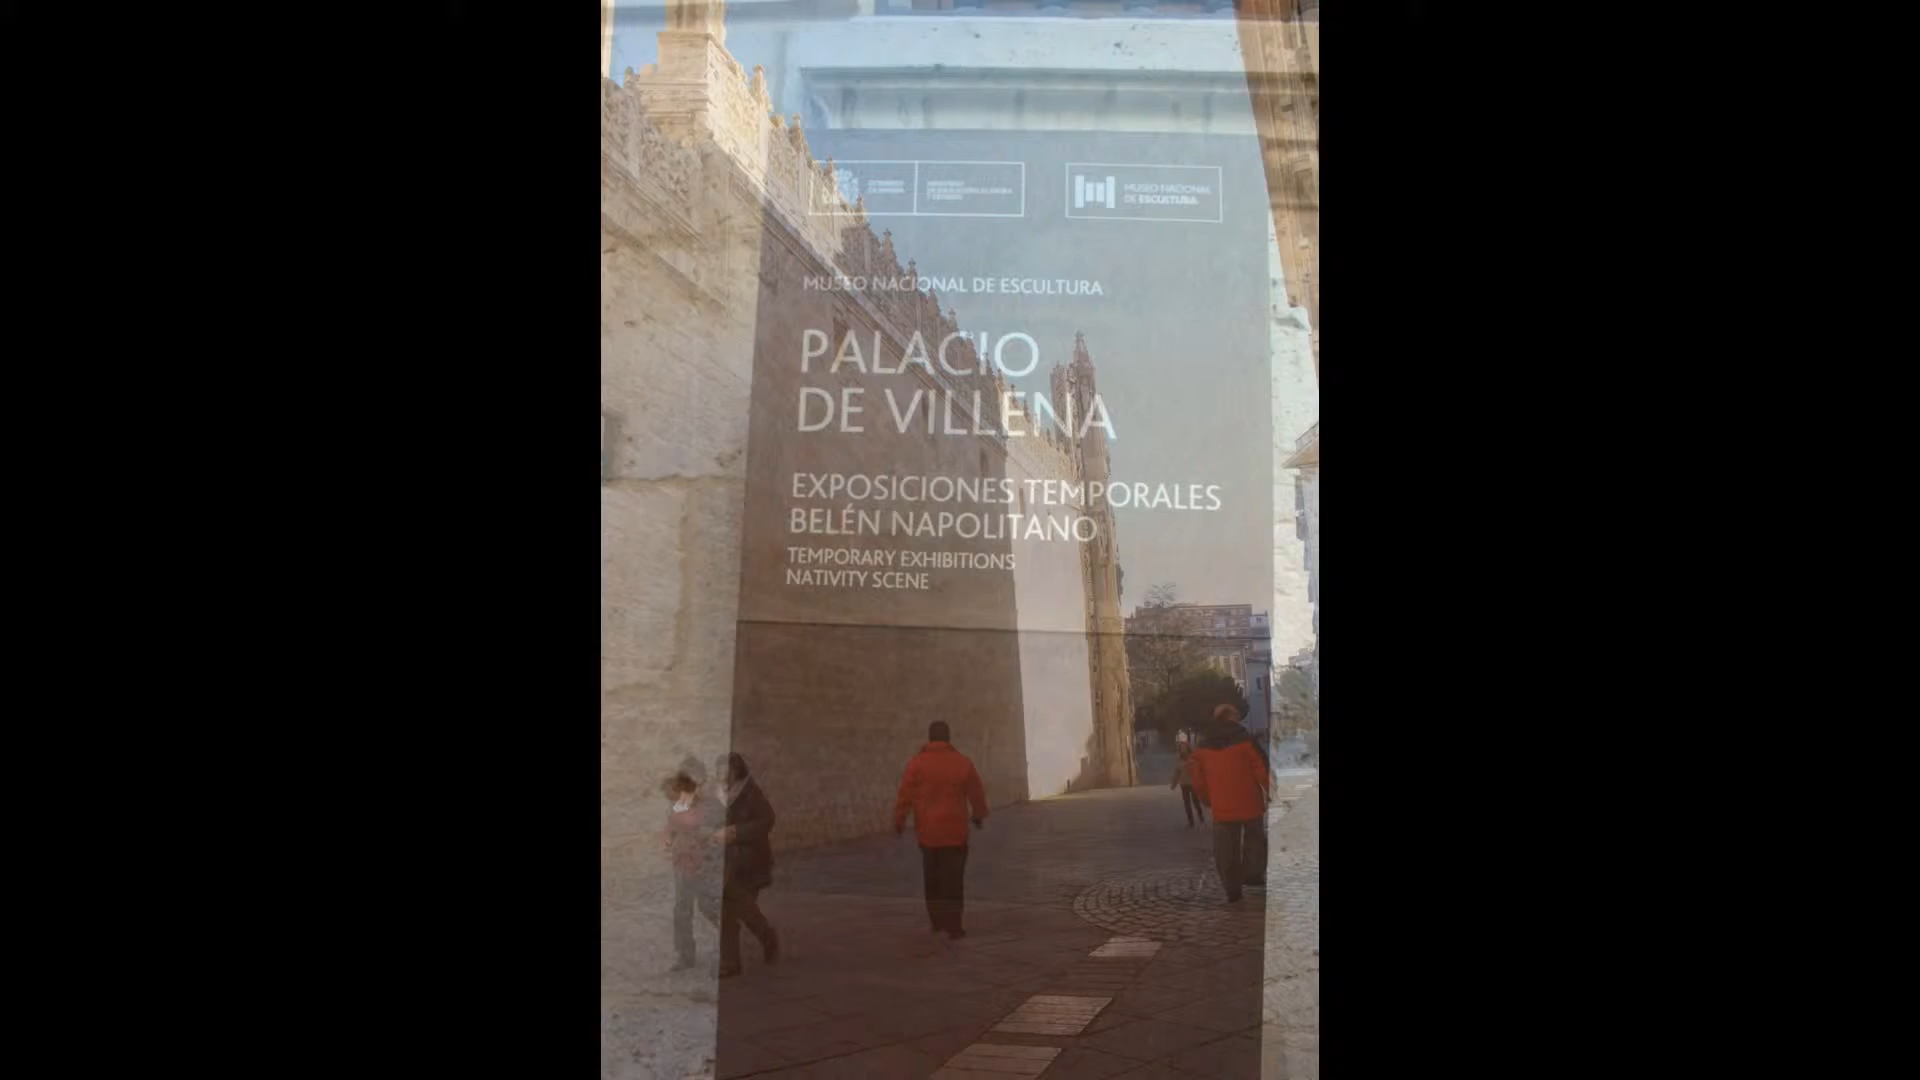 MUSEO NACIONAL
DE ESCULTURA
MUSEO NACIONAL DE ESCULTURA
PALACIO
DE VILLENA
EXPOSICIONES TEMPORALES
BELÉN NAPOLITANO
TEMPORARY EXHIBITIONS
NATIVITY SCENE